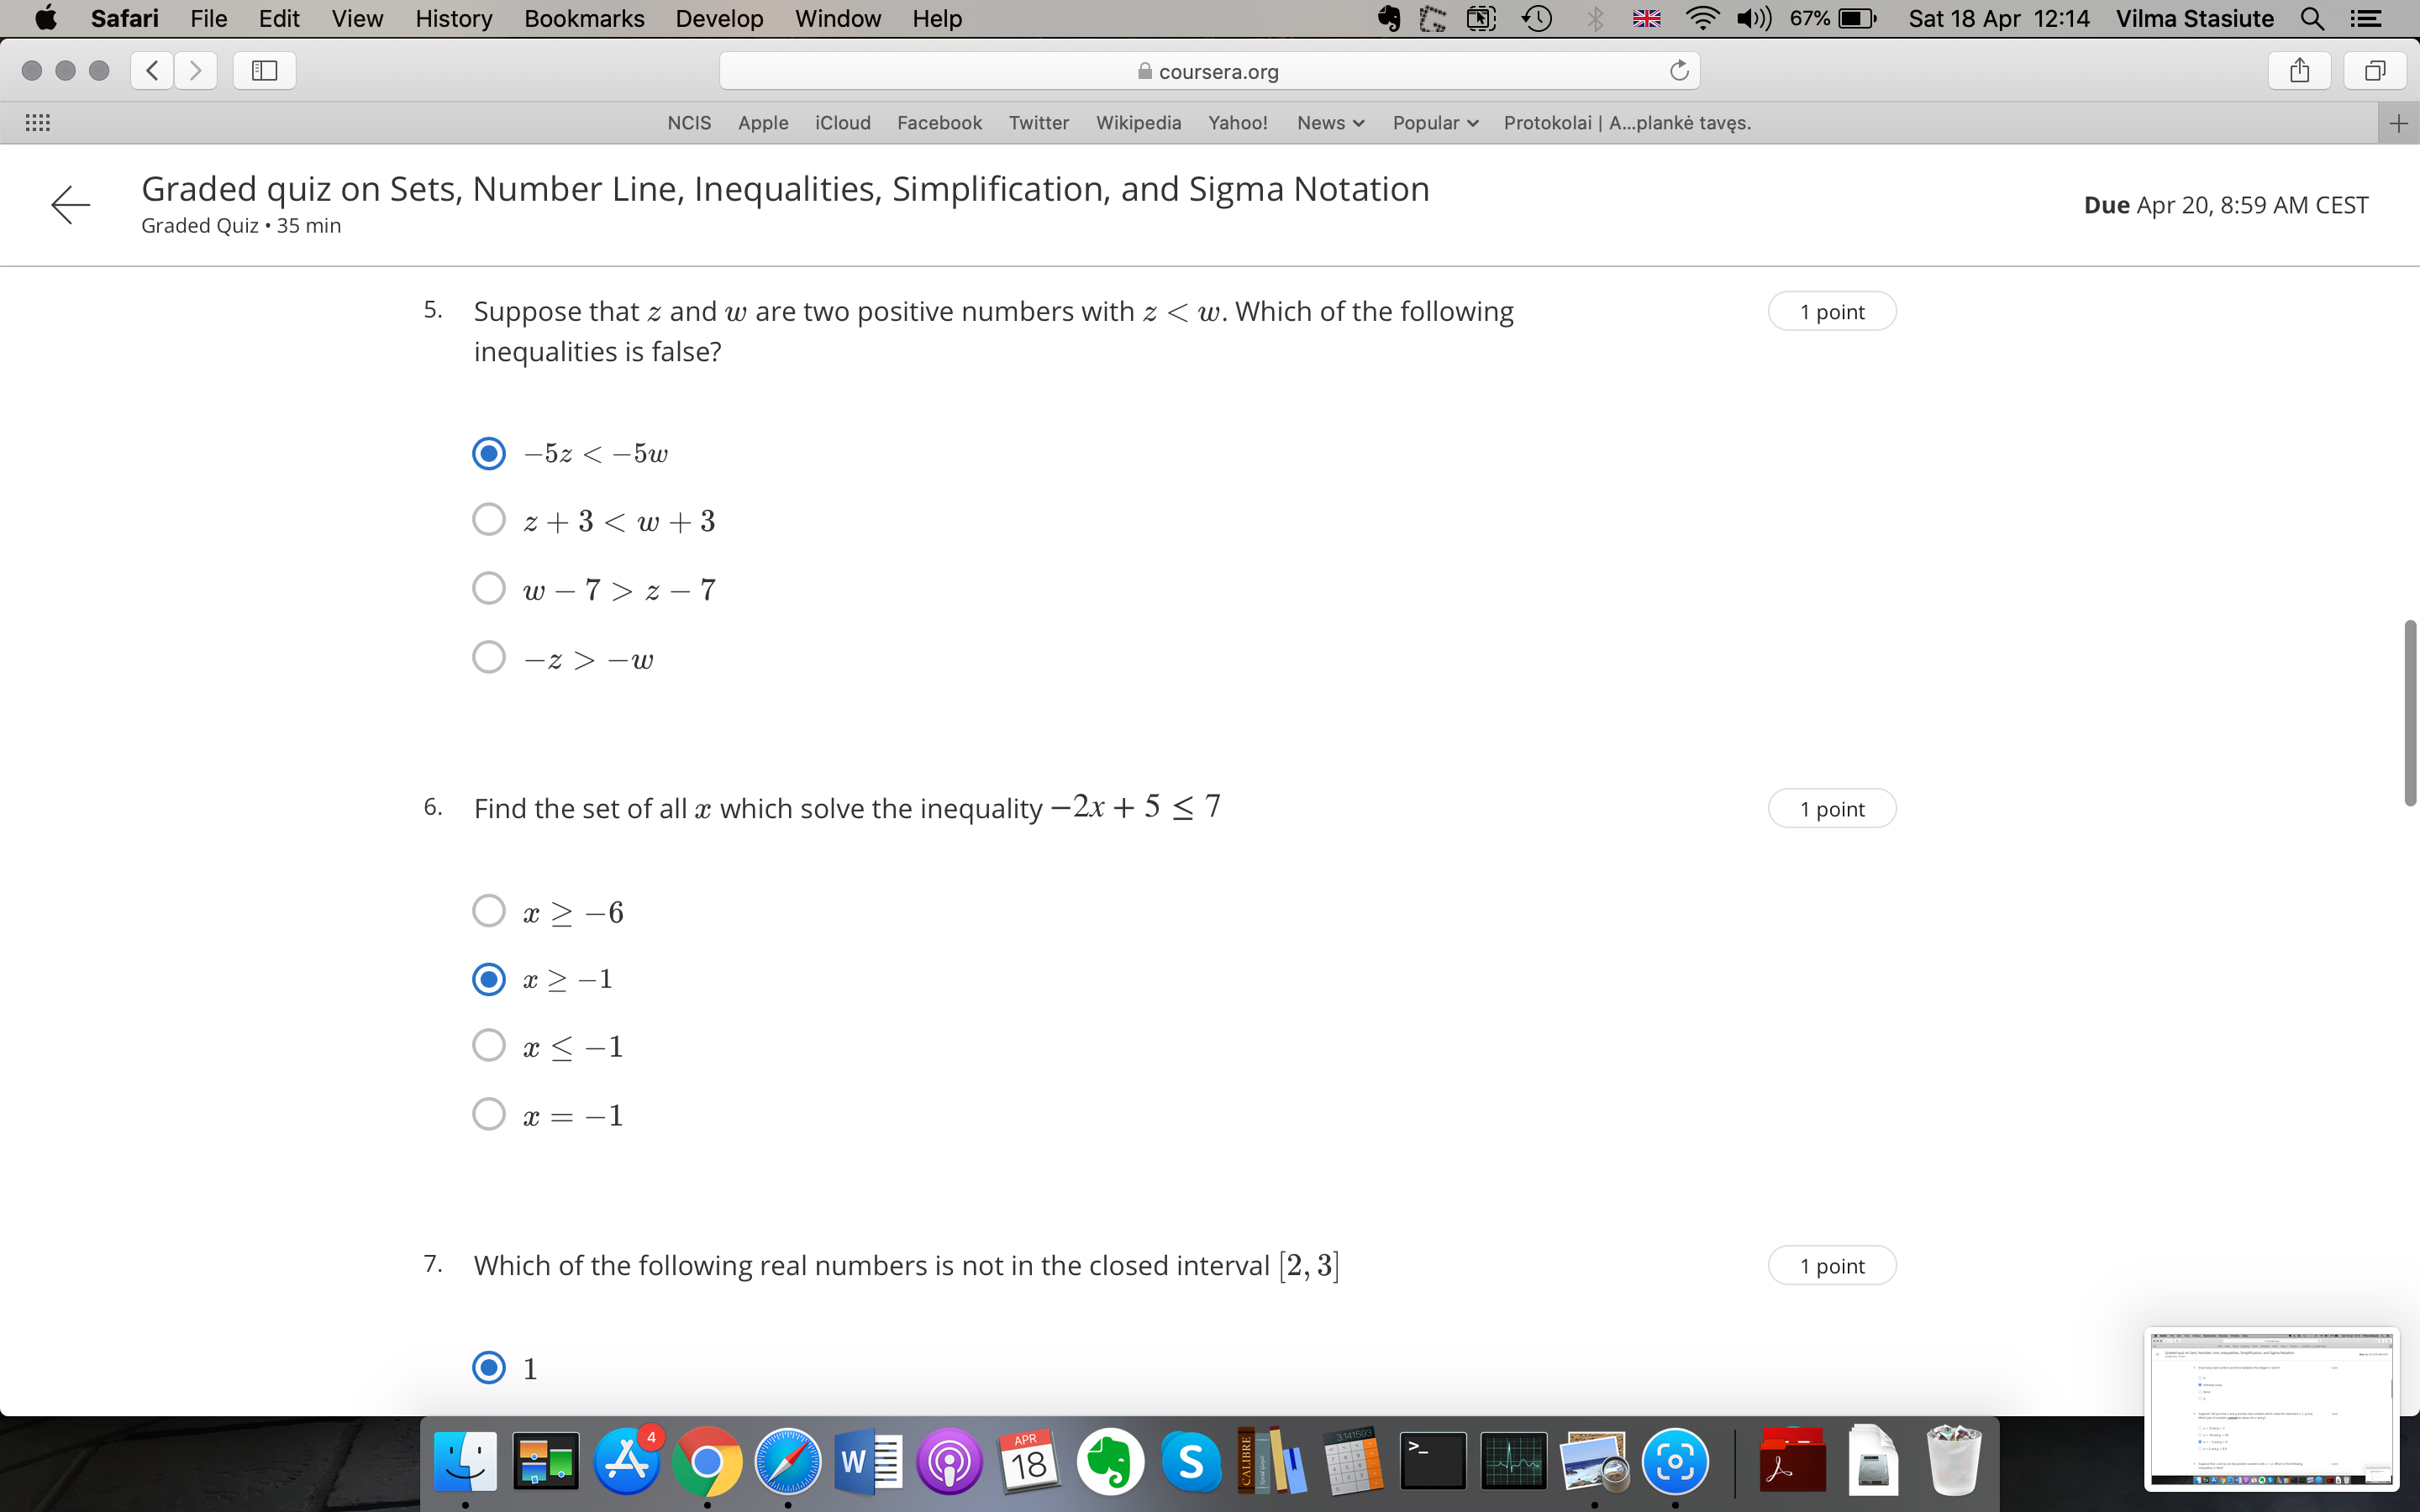 Safari File Edit View History Bookmarks Develop Window Help 67% Sat 18 Apr 12:14 Vilma Stasiute
coursera.org
NCIS Apple iCloud Facebook Twitter Wikipedia Yahoo! News Popular Protokolai | A...plankė tavęs.
Graded quiz on Sets, Number Line, Inequalities, Simplification, and Sigma Notation
Graded Quiz • 35 min
Due Apr 20, 8:59 AM CEST
5. Suppose that z and w are two positive numbers with z < w. Which of the following
inequalities is false?
1 point
−5z < −5w
z + 3 < w + 3
w − 7 > z − 7
−z > −w
6. Find the set of all x which solve the inequality −2x + 5 ≤ 7
1 point
x ≥ −6
x ≥ −1
x ≤ −1
x = −1
7. Which of the following real numbers is not in the closed interval [2, 3]
1 point
1
4
W
APR
18
S
CALIBRE
3.141593
>_